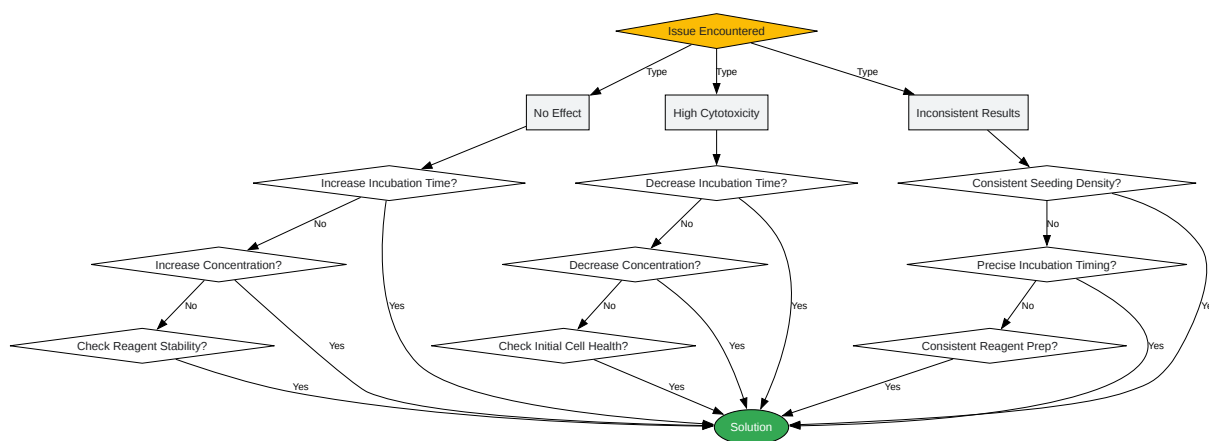 Issue Encountered
Type
Type
Type
No Effect
High Cytotoxicity
Inconsistent Results
Increase Incubation Time?
Decrease Incubation Time?
Consistent Seeding Density?
No
No
No
Increase Concentration?
Decrease Concentration?
Precise Incubation Timing?
No
Yes
No
Yes
No
Ye
Check Reagent Stability?
Yes
Check Initial Cell Health?
Yes
Consistent Reagent Prep?
Yes
Yes
Yes
Yes
Solution